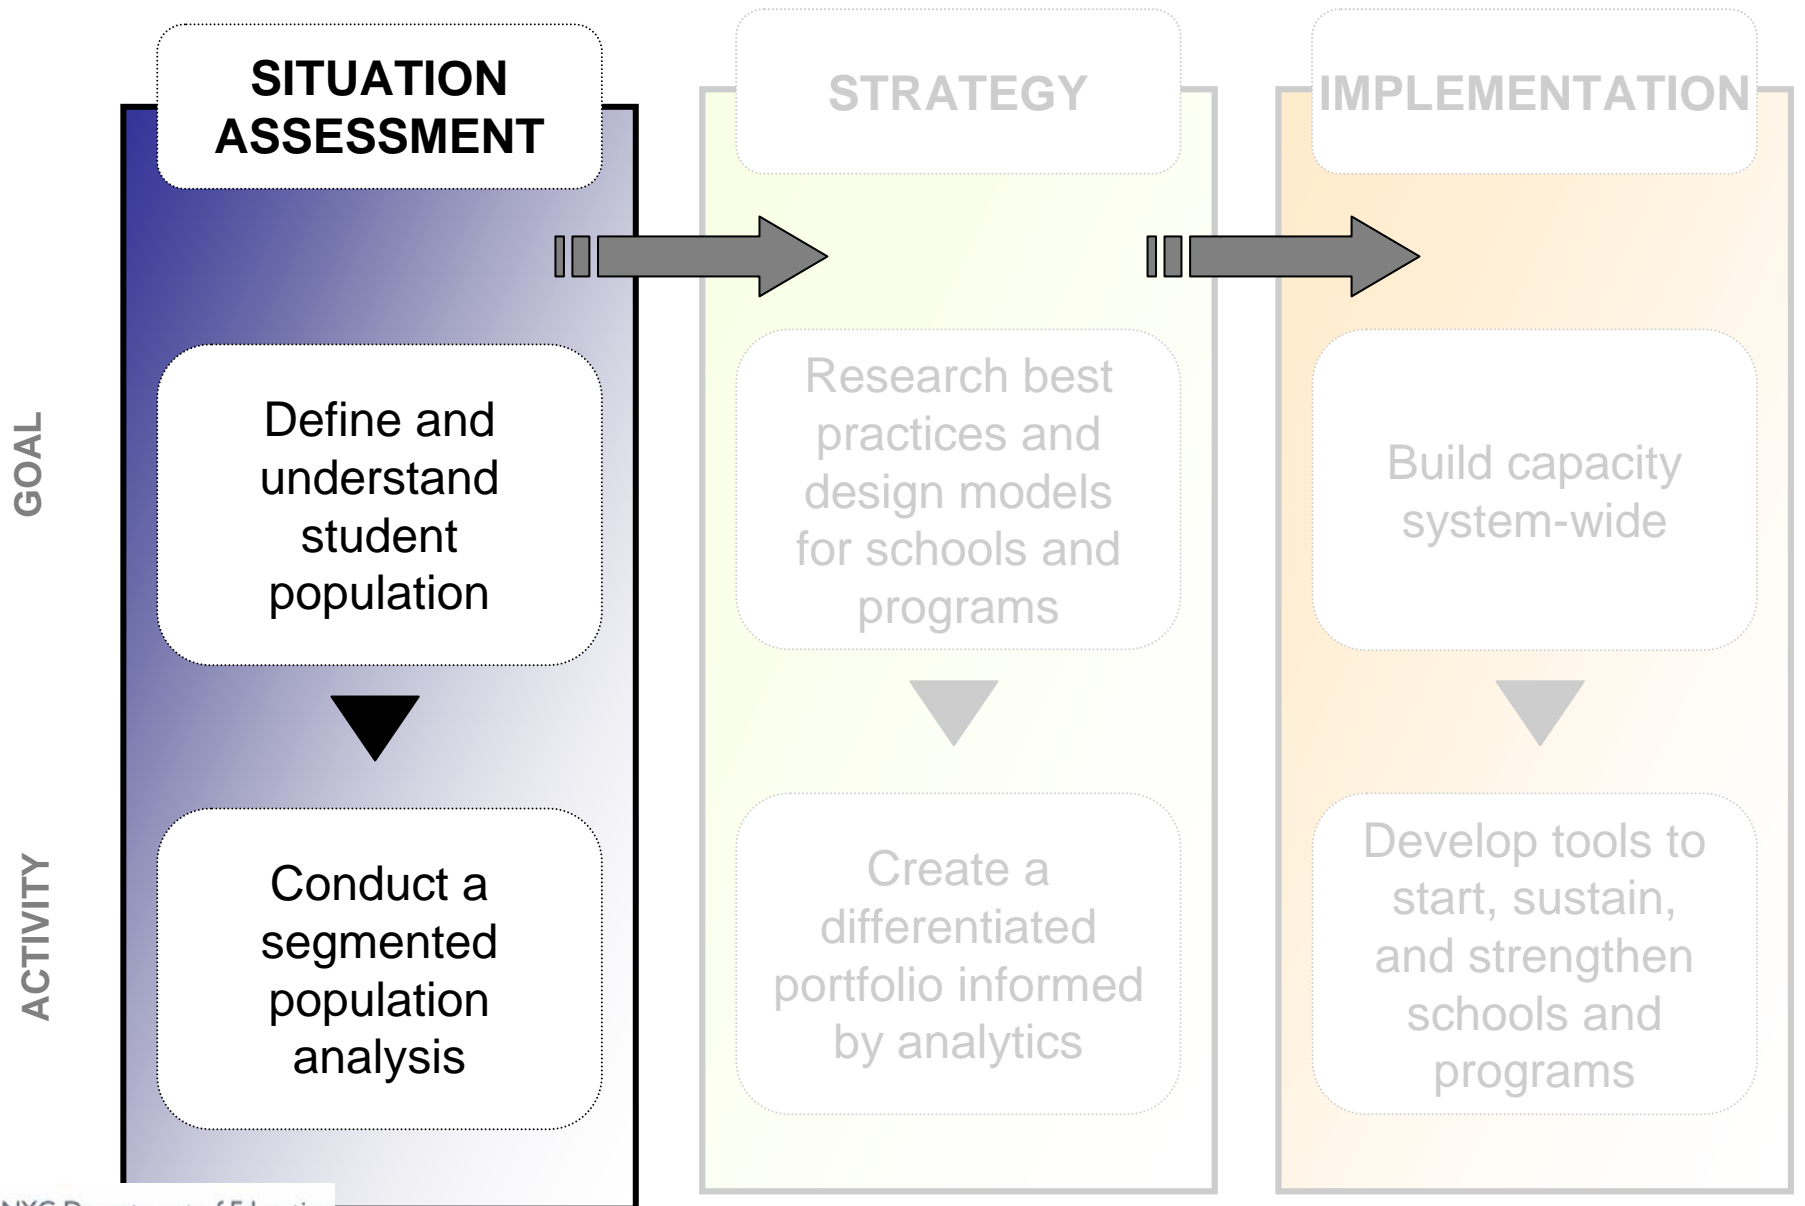 SITUATION
ASSESSMENT
STRATEGY
IMPLEMENTATION
GOAL
Define and
understand
student
population
Research best
practices and
design models
for schools and
programs
Build capacity
system-wide
ACTIVITY
Conduct a
segmented
population
analysis
Create a
differentiated
portfolio informed
by analytics
Develop tools to
start, sustain,
and strengthen
schools and
programs